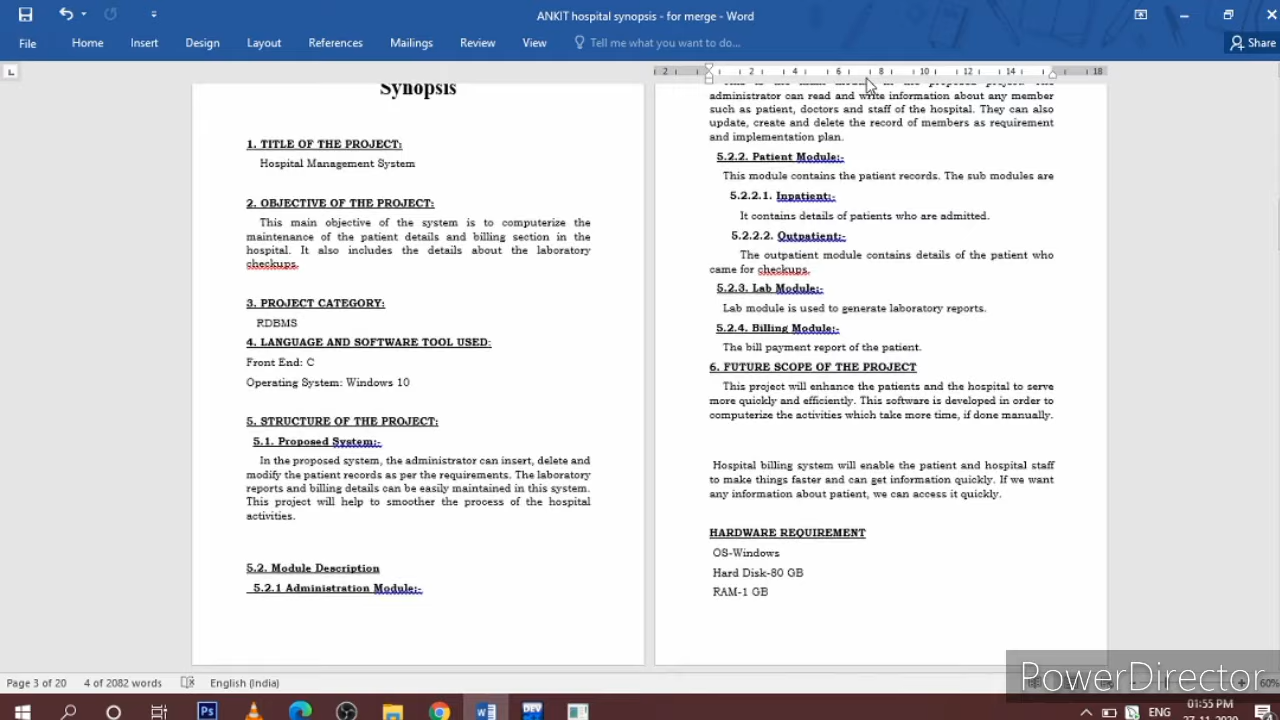 ANKIT hospital synopsis - for merge - Word
File Home Insert Design Layout References Mailings Review View Tell me what you want to do... Share
2 2 4 6 8 10 12 14 18
Synopsis
1. TITLE OF THE PROJECT:
Hospital Management System
2. OBJECTIVE OF THE PROJECT:
This main objective of the system is to computerize the
maintenance of the patient details and billing section in the
hospital. It also includes the details about the laboratory
checkups.
3. PROJECT CATEGORY:
RDBMS
4. LANGUAGE AND SOFTWARE TOOL USED:
Front End: C
Operating System: Windows 10
5. STRUCTURE OF THE PROJECT:
5.1. Proposed System:-
In the proposed system, the administrator can insert, delete and
modify the patient records as per the requirements. The laboratory
reports and billing details can be easily maintained in this system.
This project will help to smoother the process of the hospital
activities.
5.2. Module Description
5.2.1 Administration Module:-
administrator can read and write information about any member
such as patient, doctors and staff of the hospital. They can also
update, create and delete the record of members as requirement
and implementation plan.
5.2.2. Patient Module:-
This module contains the patient records. The sub modules are
5.2.2.1. Inpatient:-
It contains details of patients who are admitted.
5.2.2.2. Outpatient:-
The outpatient module contains details of the patient who
came for checkups.
5.2.3. Lab Module:-
Lab module is used to generate laboratory reports.
5.2.4. Billing Module:-
The bill payment report of the patient.
6. FUTURE SCOPE OF THE PROJECT
This project will enhance the patients and the hospital to serve
more quickly and efficiently. This software is developed in order to
computerize the activities which take more time, if done manually.
Hospital billing system will enable the patient and hospital staff
to make things faster and can get information quickly. If we want
any information about patient, we can access it quickly.
HARDWARE REQUIREMENT
OS-Windows
Hard Disk-80 GB
RAM-1 GB
Page 3 of 20 4 of 2082 words English (India) 60%
PowerDirector
Ps W DEV ENG 01:55 PM